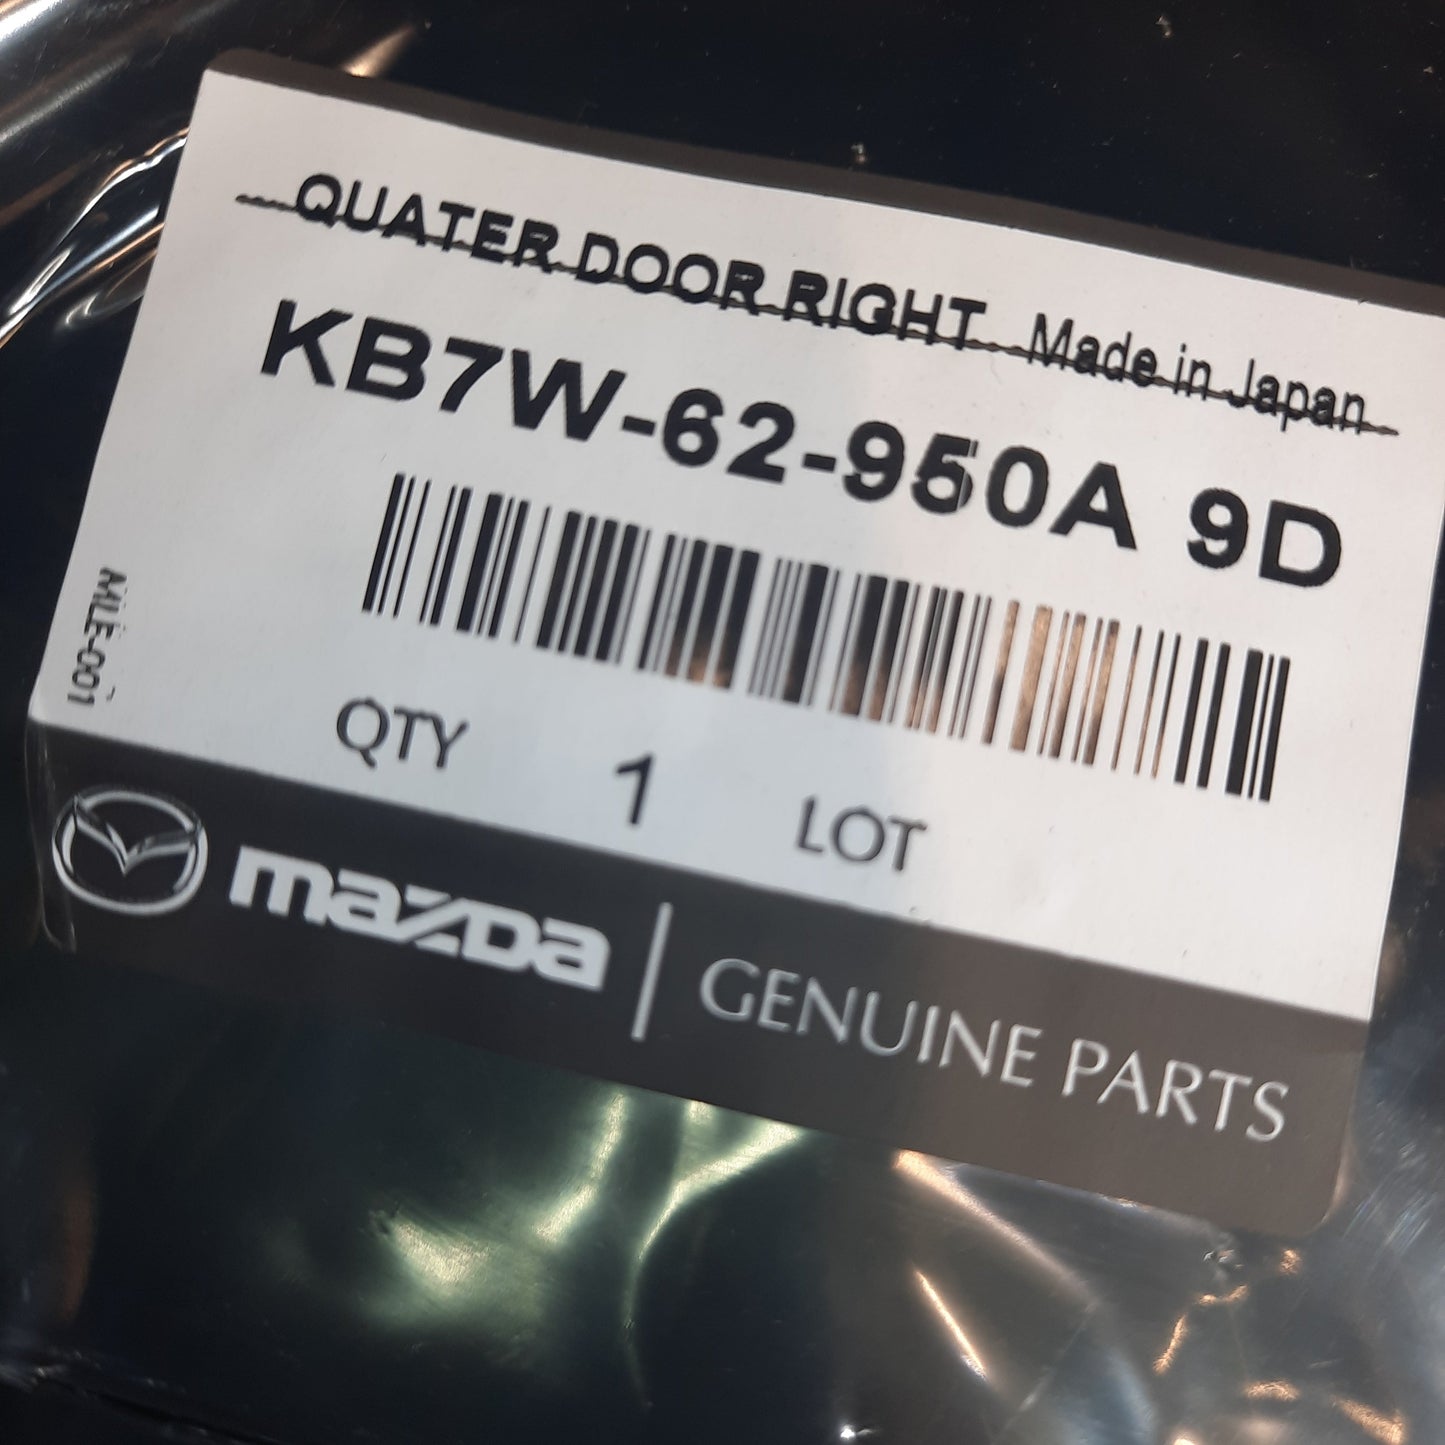 QUATER DOOR RIGHT Made in Japan
KB7W-62-950A 9D
MLE-001
QTY 1 LOT
mazda | GENUINE PARTS